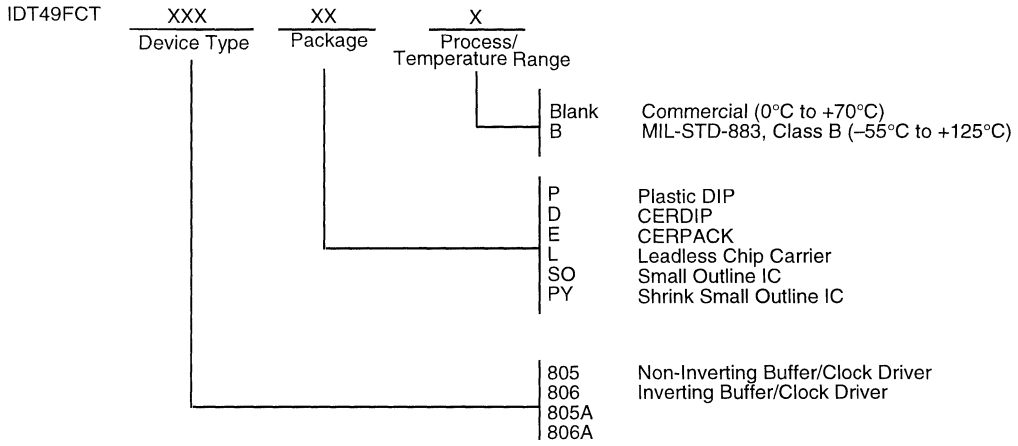 IDT49FCT XXX XX X
Device Type Package Process/
Temperature Range
Blank Commercial (0°C to +70°C)
B MIL-STD-883, Class B (–55°C to +125°C)
P Plastic DIP
D CERDIP
E CERPACK
L Leadless Chip Carrier
SO Small Outline IC
PY Shrink Small Outline IC
805 Non-Inverting Buffer/Clock Driver
806 Inverting Buffer/Clock Driver
805A
806A